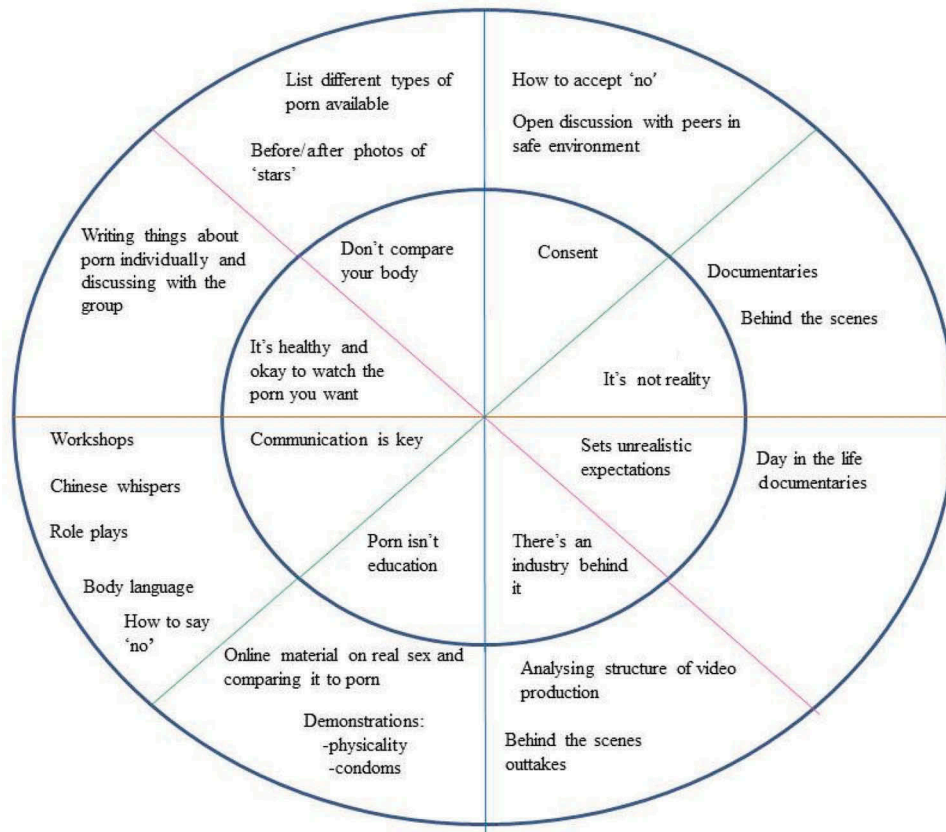 List different types of
porn available
Before/after photos of
‘stars’
How to accept ‘no’
Open discussion with peers in
safe environment
Writing things about
porn individually and
discussing with the
group
Don’t compare
your body
Consent
Documentaries
Behind the scenes
It’s healthy and
okay to watch the
porn you want
It’s not reality
Workshops
Chinese whispers
Role plays
Body language
How to say
‘no’
Communication is key
Sets unrealistic
expectations
Day in the life
documentaries
Porn isn’t
education
There’s an
industry behind
it
Online material on real sex and
comparing it to porn
Demonstrations:
-physicality
-condoms
Analysing structure of video
production
Behind the scenes
outtakes